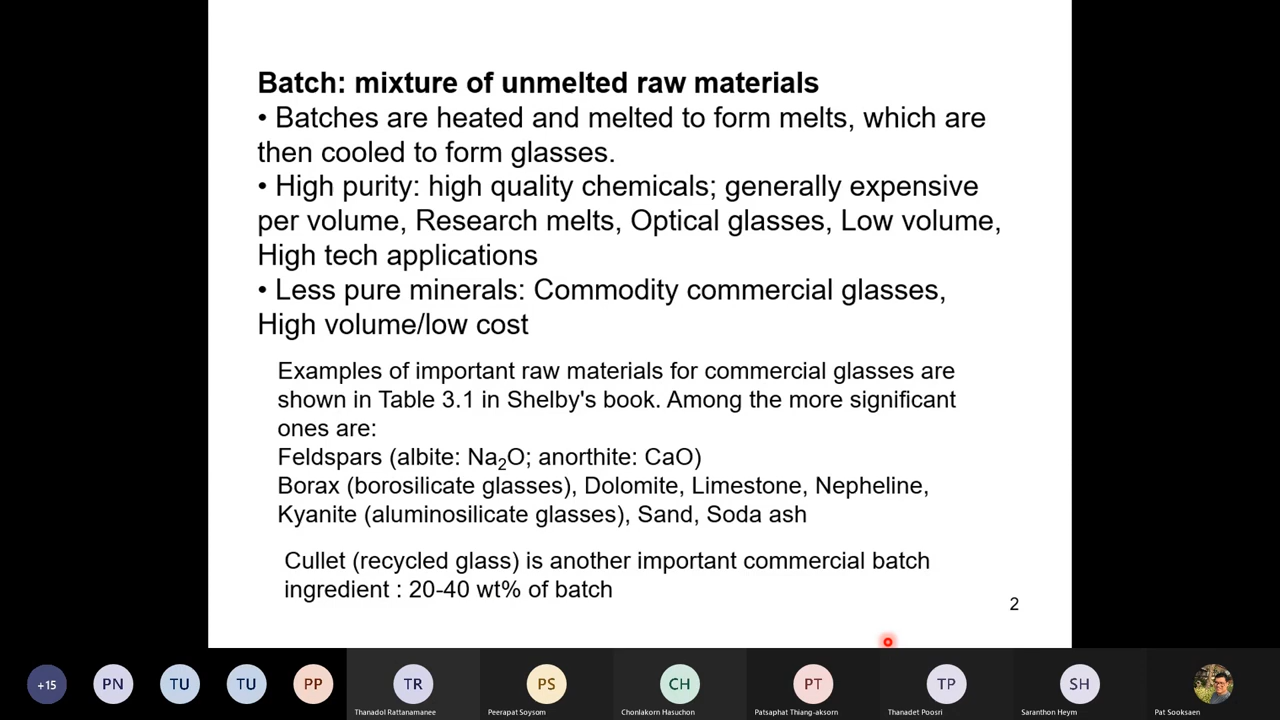 Batch: mixture of unmelted raw materials
• Batches are heated and melted to form melts, which are
then cooled to form glasses.
• High purity: high quality chemicals; generally expensive
per volume, Research melts, Optical glasses, Low volume,
High tech applications
• Less pure minerals: Commodity commercial glasses,
High volume/low cost
Examples of important raw materials for commercial glasses are
shown in Table 3.1 in Shelby's book. Among the more significant
ones are:
Feldspars (albite: Na₂O; anorthite: CaO)
Borax (borosilicate glasses), Dolomite, Limestone, Nepheline,
Kyanite (aluminosilicate glasses), Sand, Soda ash
Cullet (recycled glass) is another important commercial batch
ingredient : 20-40 wt% of batch
2
+15 PN TU TU PP TR PS CH PT TP SH
Thanadol Rattanamanee Peerapat Soysom Chonlakorn Hasuchon Patsaphat Thiang-aksorn Thanadet Poosri Saranthon Heym Pat Sooksaen